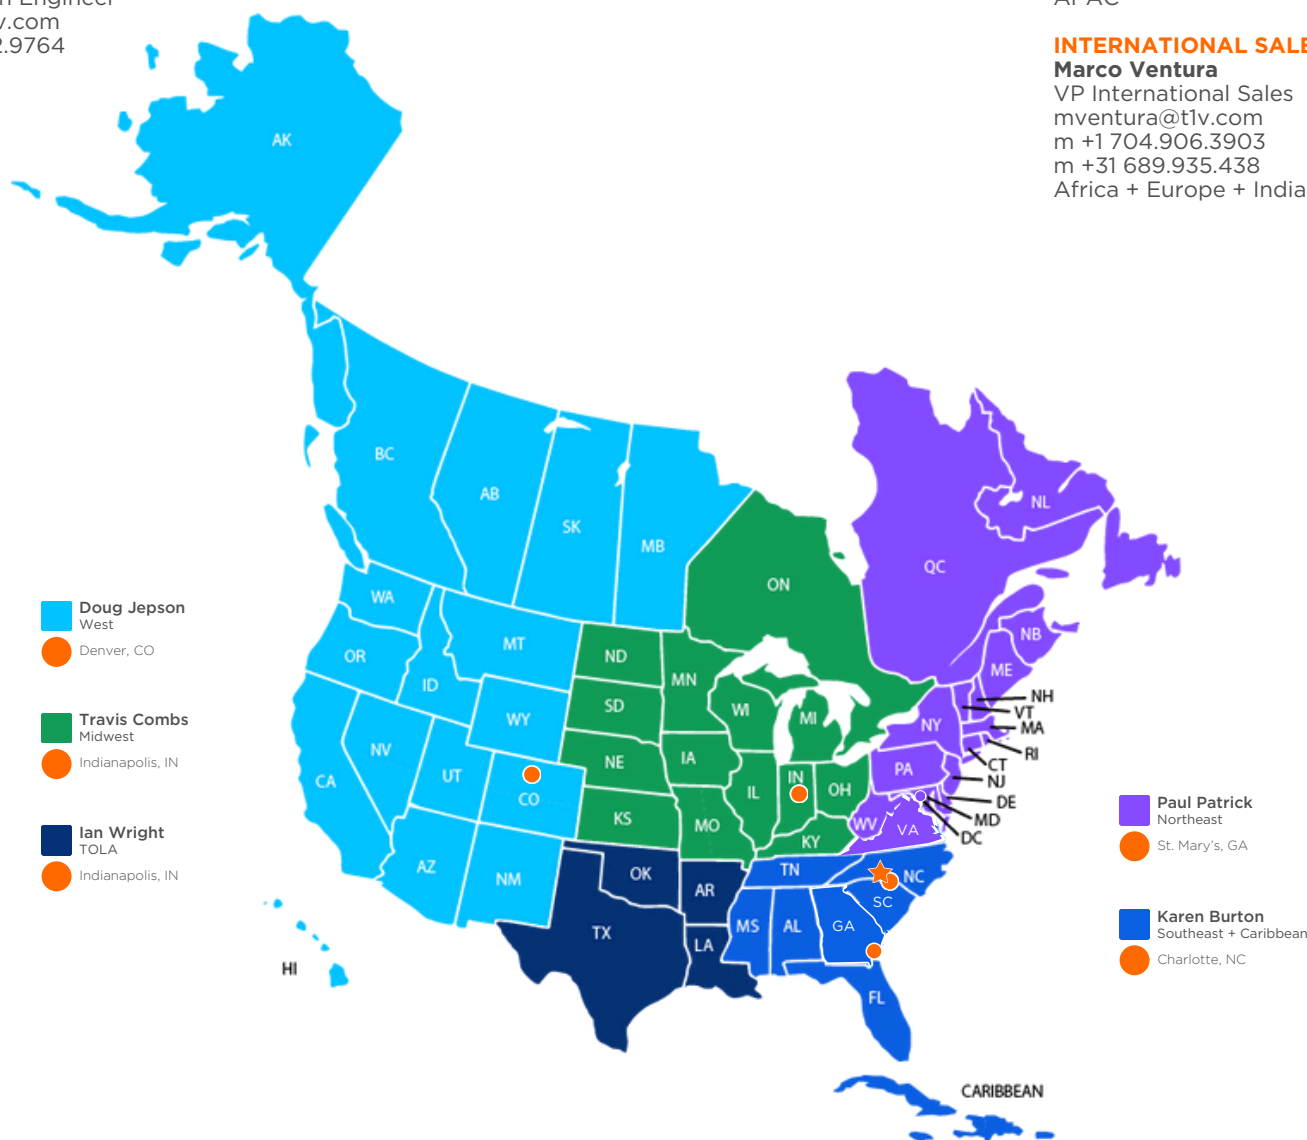 Engineer
v.com
2.9764
APAC
INTERNATIONAL SALE
Marco Ventura
VP International Sales
mventura@t1v.com
m +1 704.906.3903
m +31 689.935.438
Africa + Europe + India
AK
BC
AB
SK
MB
ON
QC
NL
NB
ME
WA
OR
ID
MT
WY
NV
CA
UT
CO
AZ
NM
ND
SD
NE
KS
MN
IA
MO
WI
IL
MI
IN
OH
KY
NY
PA
WV
VA
NH
VT
MA
RI
CT
NJ
DE
MD
DC
OK
TX
AR
LA
TN
NC
SC
MS
AL
GA
FL
HI
CARIBBEAN
Doug Jepson
West
Denver, CO
Travis Combs
Midwest
Indianapolis, IN
Ian Wright
TOLA
Indianapolis, IN
Paul Patrick
Northeast
St. Mary's, GA
Karen Burton
Southeast + Caribbean
Charlotte, NC